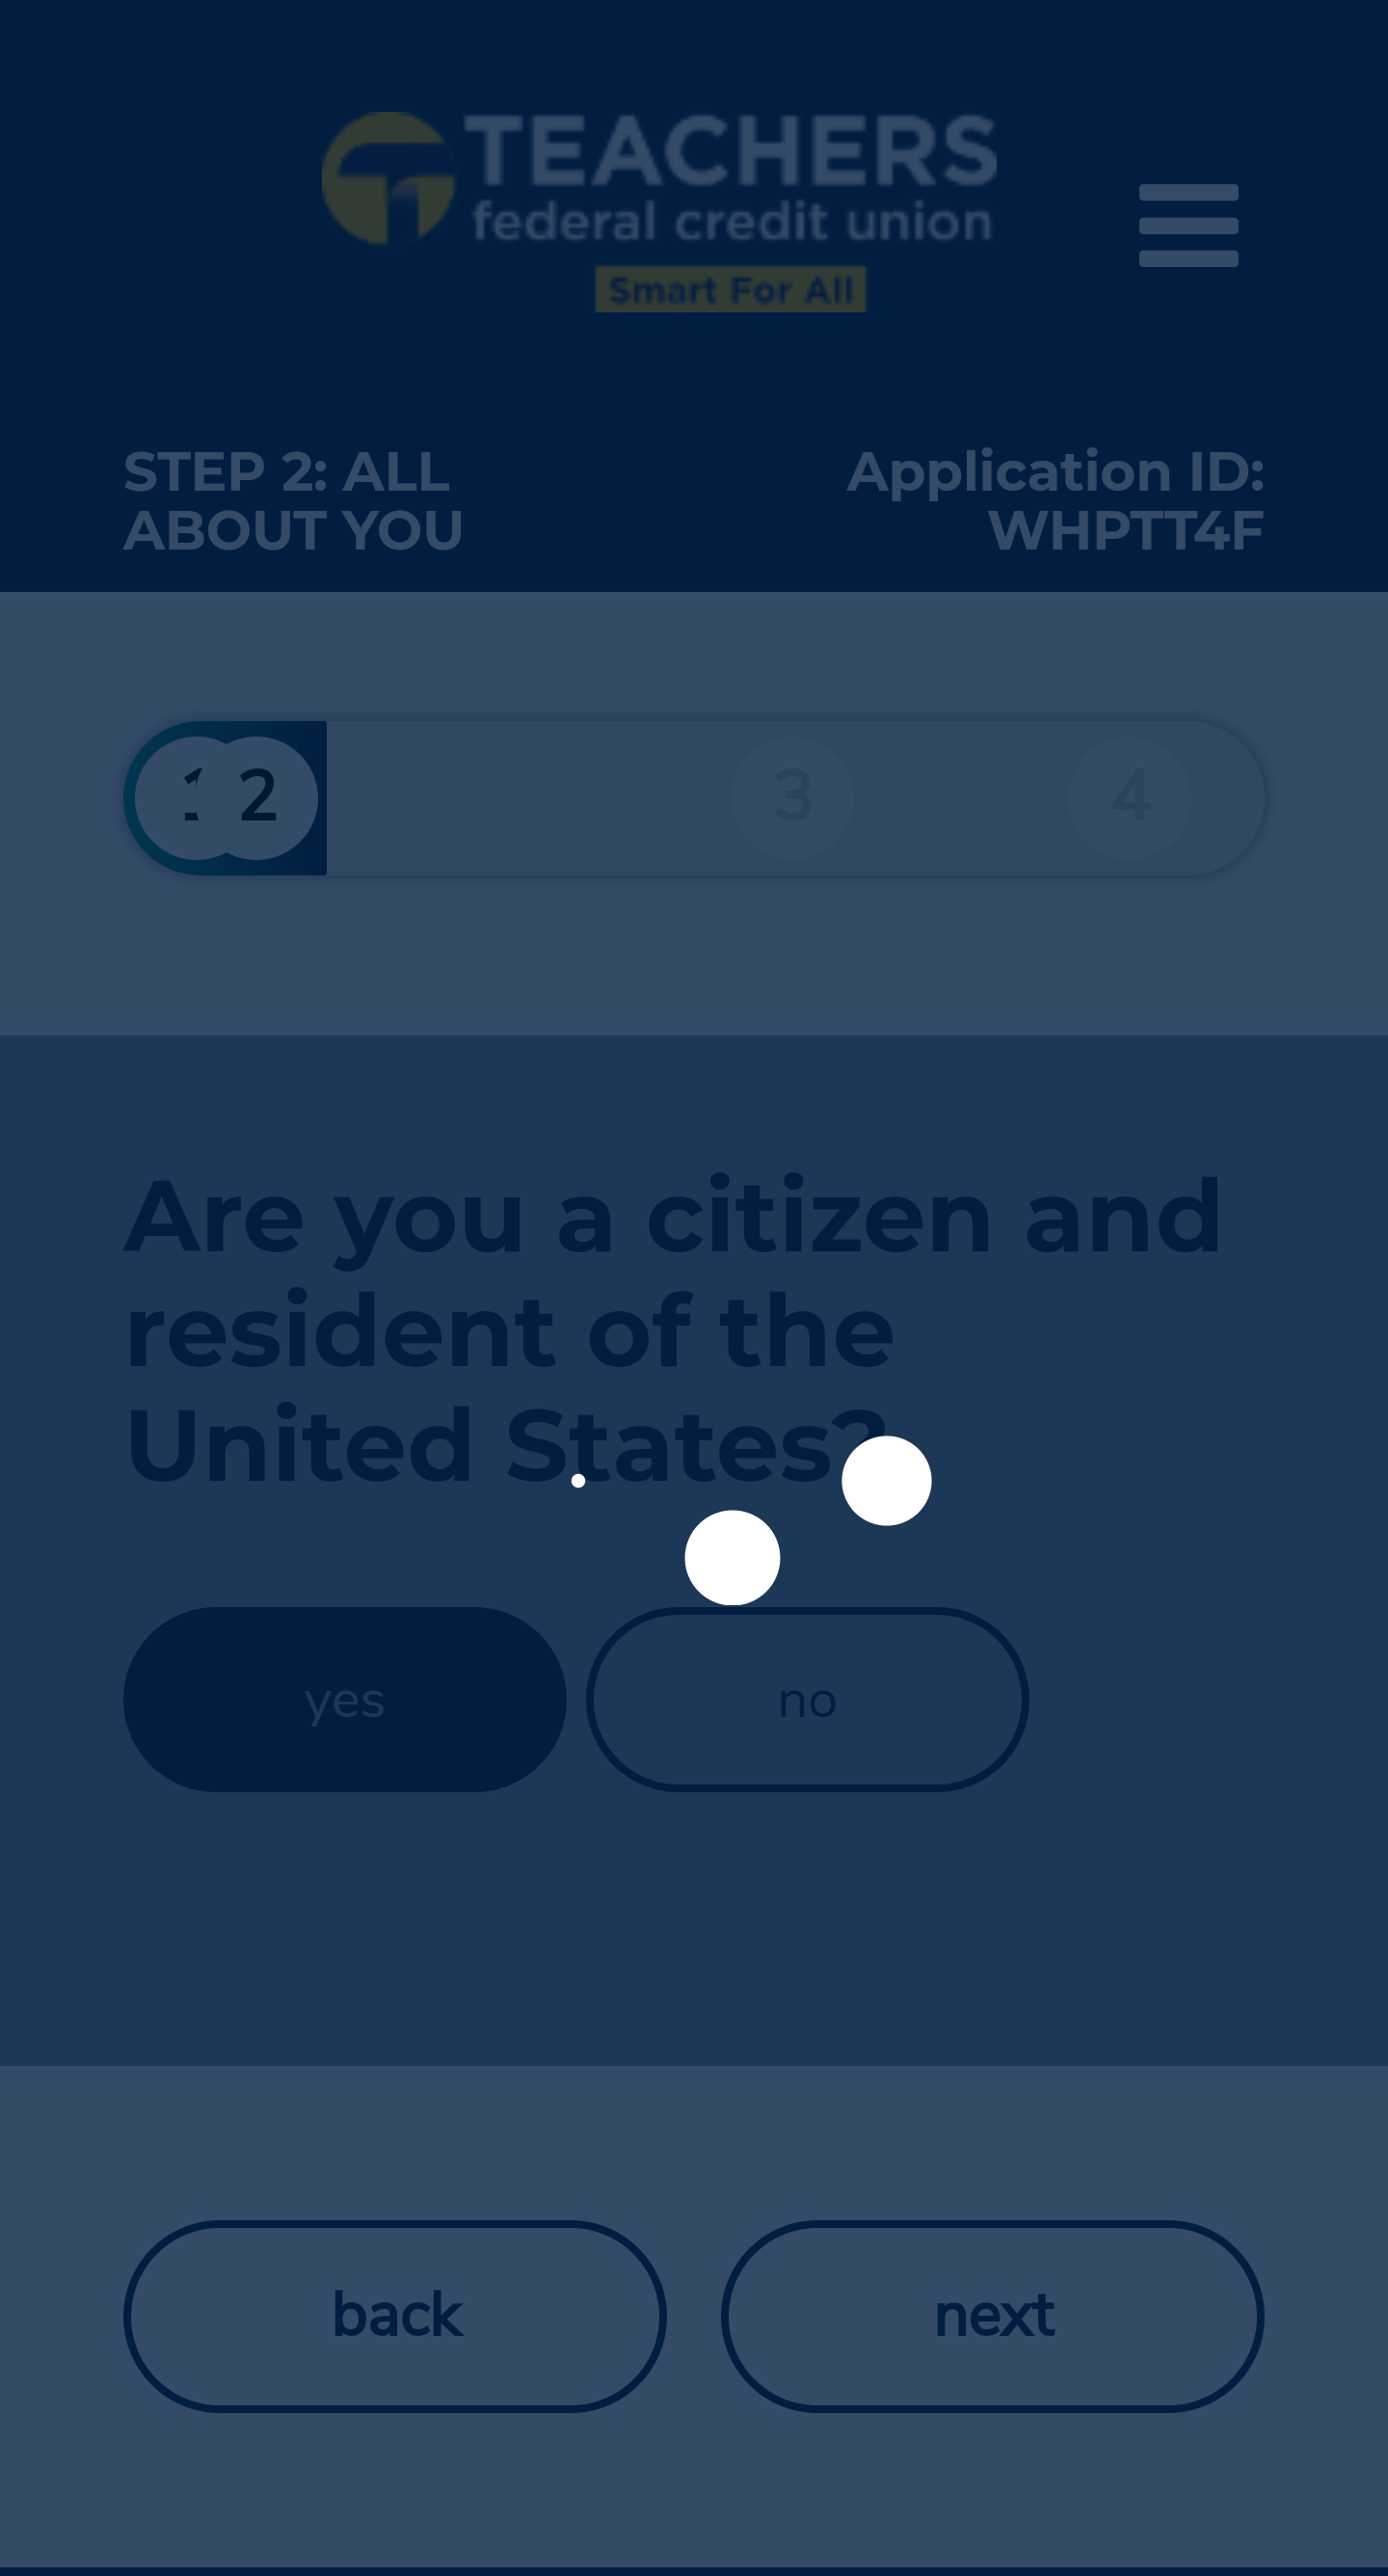 TEACHERS
federal credit union
Smart For All
STEP 2: ALL
ABOUT YOU
Application ID:
WHPTT4F
1 2 3 4
Are you a citizen and
resident of the
United States?
yes no
back next